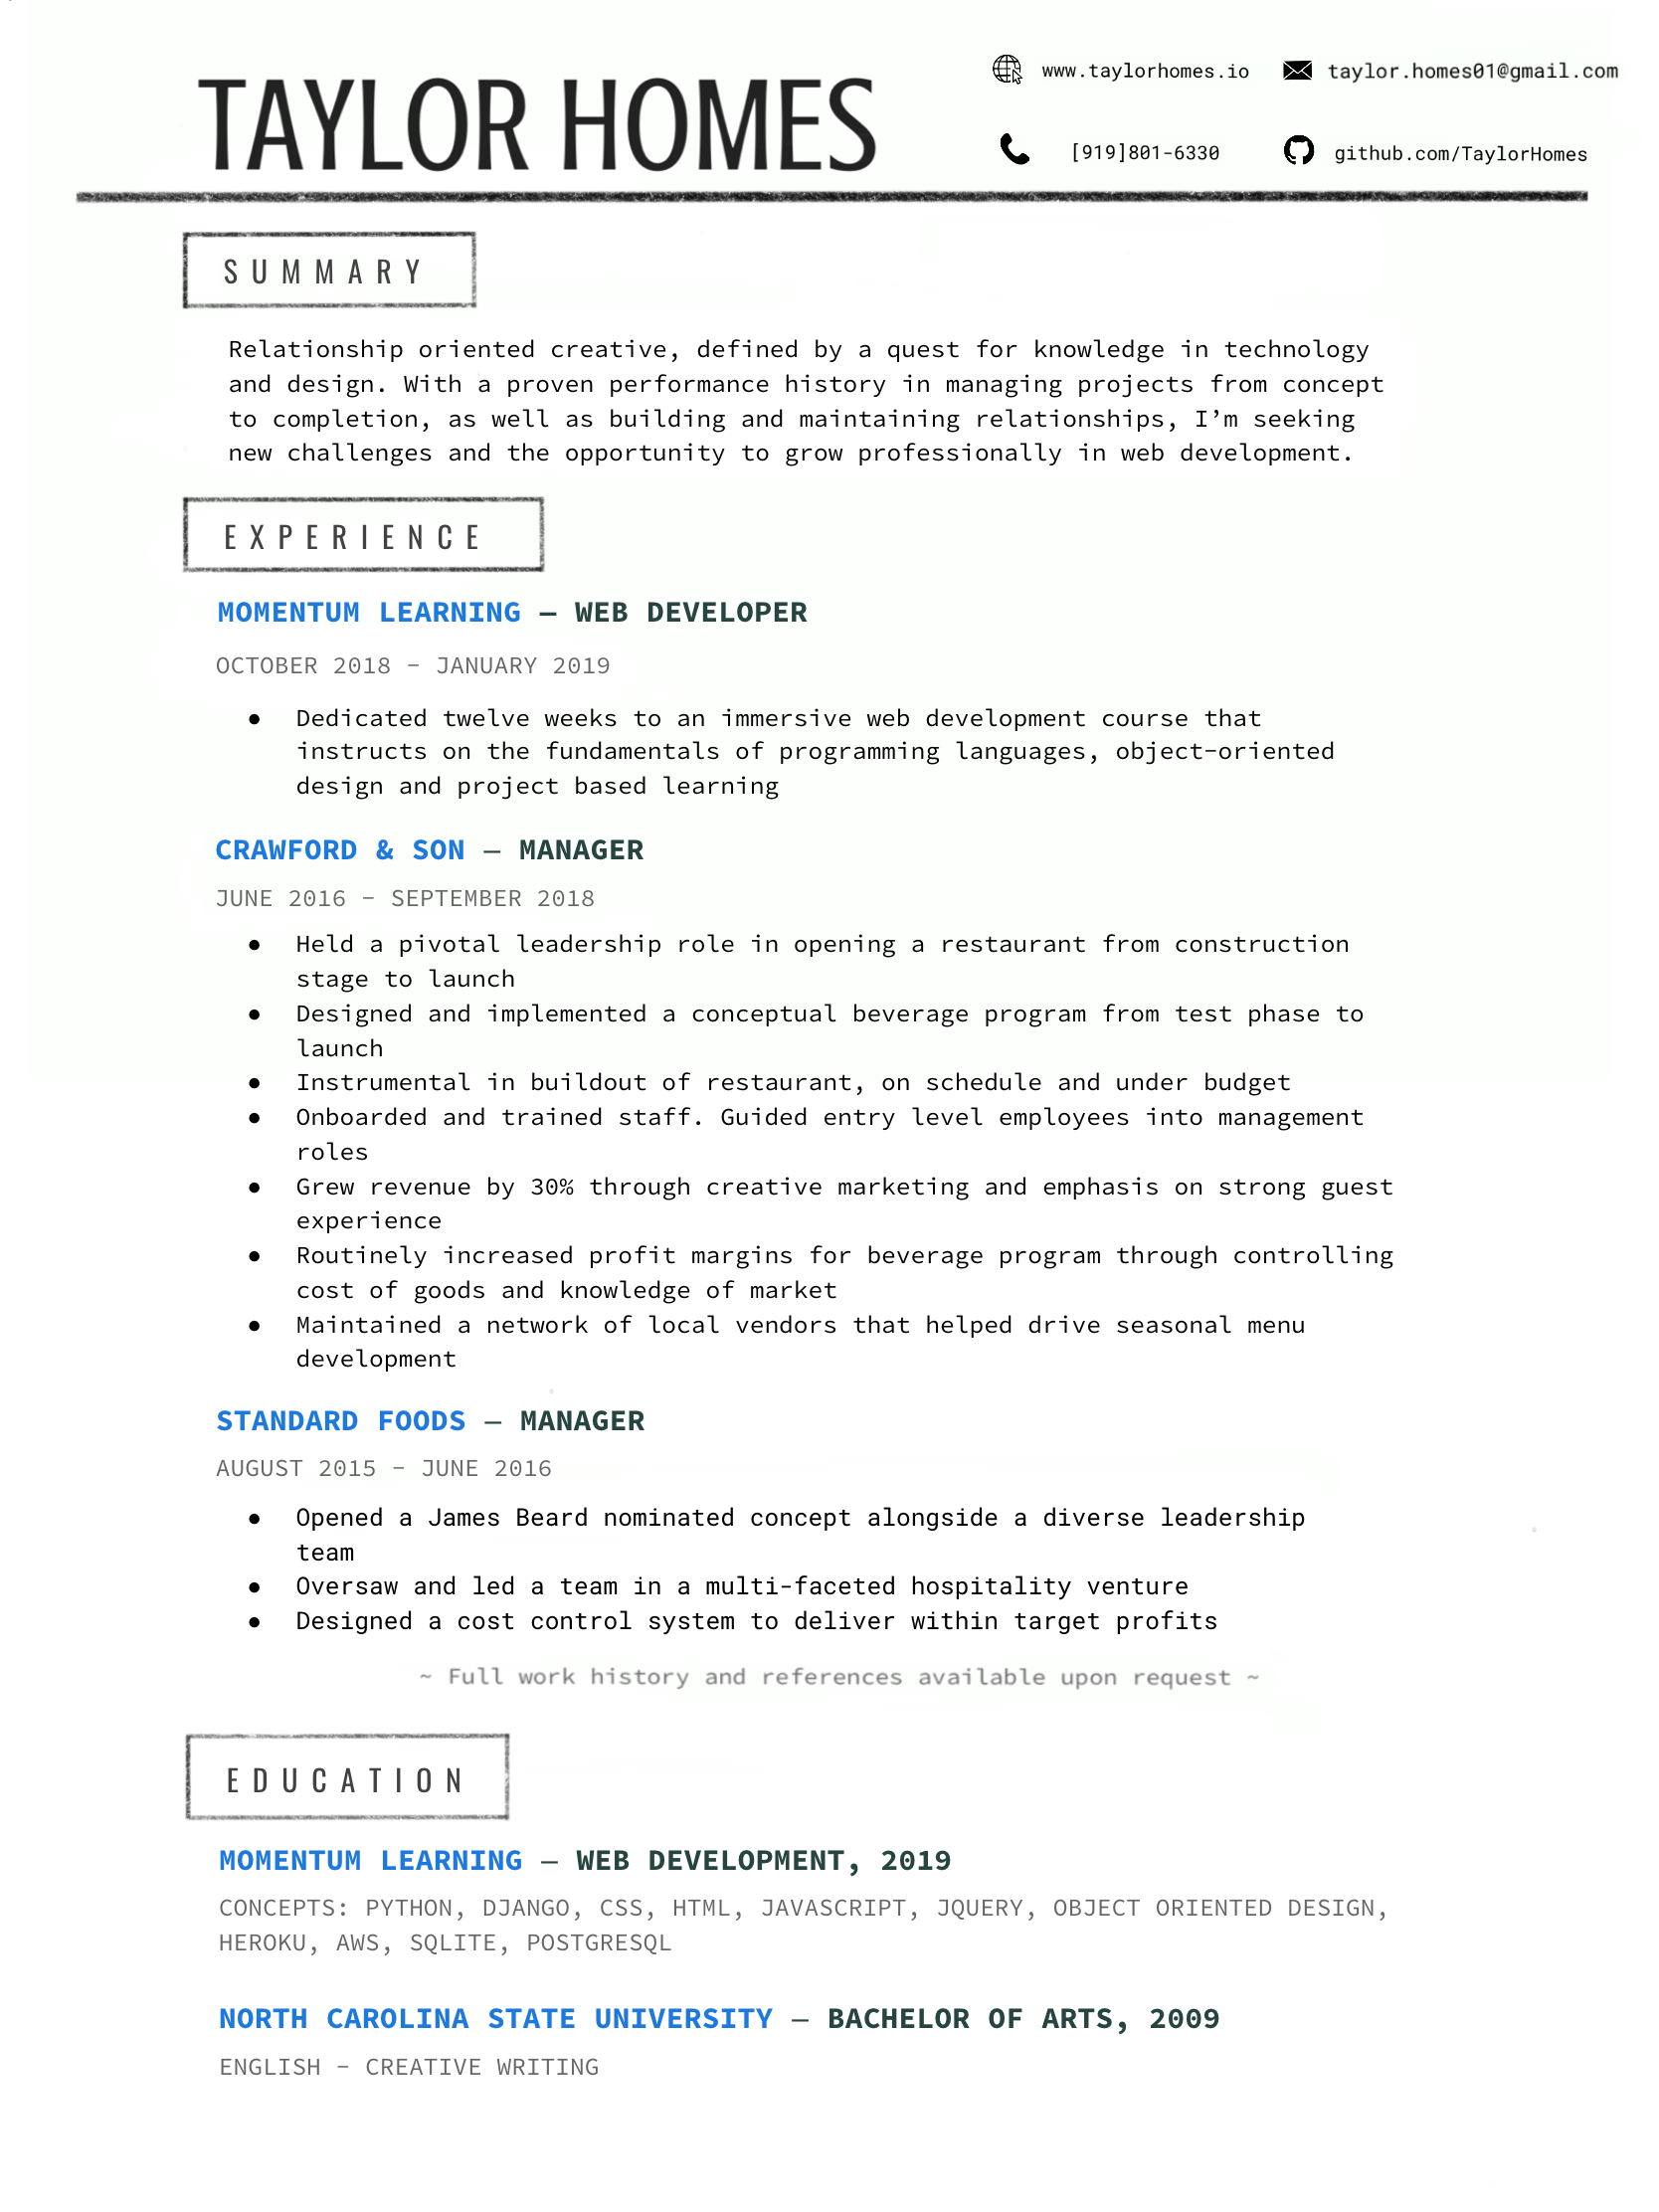 TAYLOR HOMES
www.taylorhomes.io
taylor.homes01@gmail.com
[919]801-6330
github.com/TaylorHomes
SUMMARY
Relationship oriented creative, defined by a quest for knowledge in technology
and design. With a proven performance history in managing projects from concept
to completion, as well as building and maintaining relationships, I’m seeking
new challenges and the opportunity to grow professionally in web development.
EXPERIENCE
MOMENTUM LEARNING — WEB DEVELOPER
OCTOBER 2018 - JANUARY 2019
● Dedicated twelve weeks to an immersive web development course that
instructs on the fundamentals of programming languages, object-oriented
design and project based learning
CRAWFORD & SON — MANAGER
JUNE 2016 - SEPTEMBER 2018
● Held a pivotal leadership role in opening a restaurant from construction
stage to launch
● Designed and implemented a conceptual beverage program from test phase to
launch
● Instrumental in buildout of restaurant, on schedule and under budget
● Onboarded and trained staff. Guided entry level employees into management
roles
● Grew revenue by 30% through creative marketing and emphasis on strong guest
experience
● Routinely increased profit margins for beverage program through controlling
cost of goods and knowledge of market
● Maintained a network of local vendors that helped drive seasonal menu
development
STANDARD FOODS — MANAGER
AUGUST 2015 - JUNE 2016
● Opened a James Beard nominated concept alongside a diverse leadership
team
● Oversaw and led a team in a multi-faceted hospitality venture
● Designed a cost control system to deliver within target profits
~ Full work history and references available upon request ~
EDUCATION
MOMENTUM LEARNING — WEB DEVELOPMENT, 2019
CONCEPTS: PYTHON, DJANGO, CSS, HTML, JAVASCRIPT, JQUERY, OBJECT ORIENTED DESIGN,
HEROKU, AWS, SQLITE, POSTGRESQL
NORTH CAROLINA STATE UNIVERSITY — BACHELOR OF ARTS, 2009
ENGLISH - CREATIVE WRITING